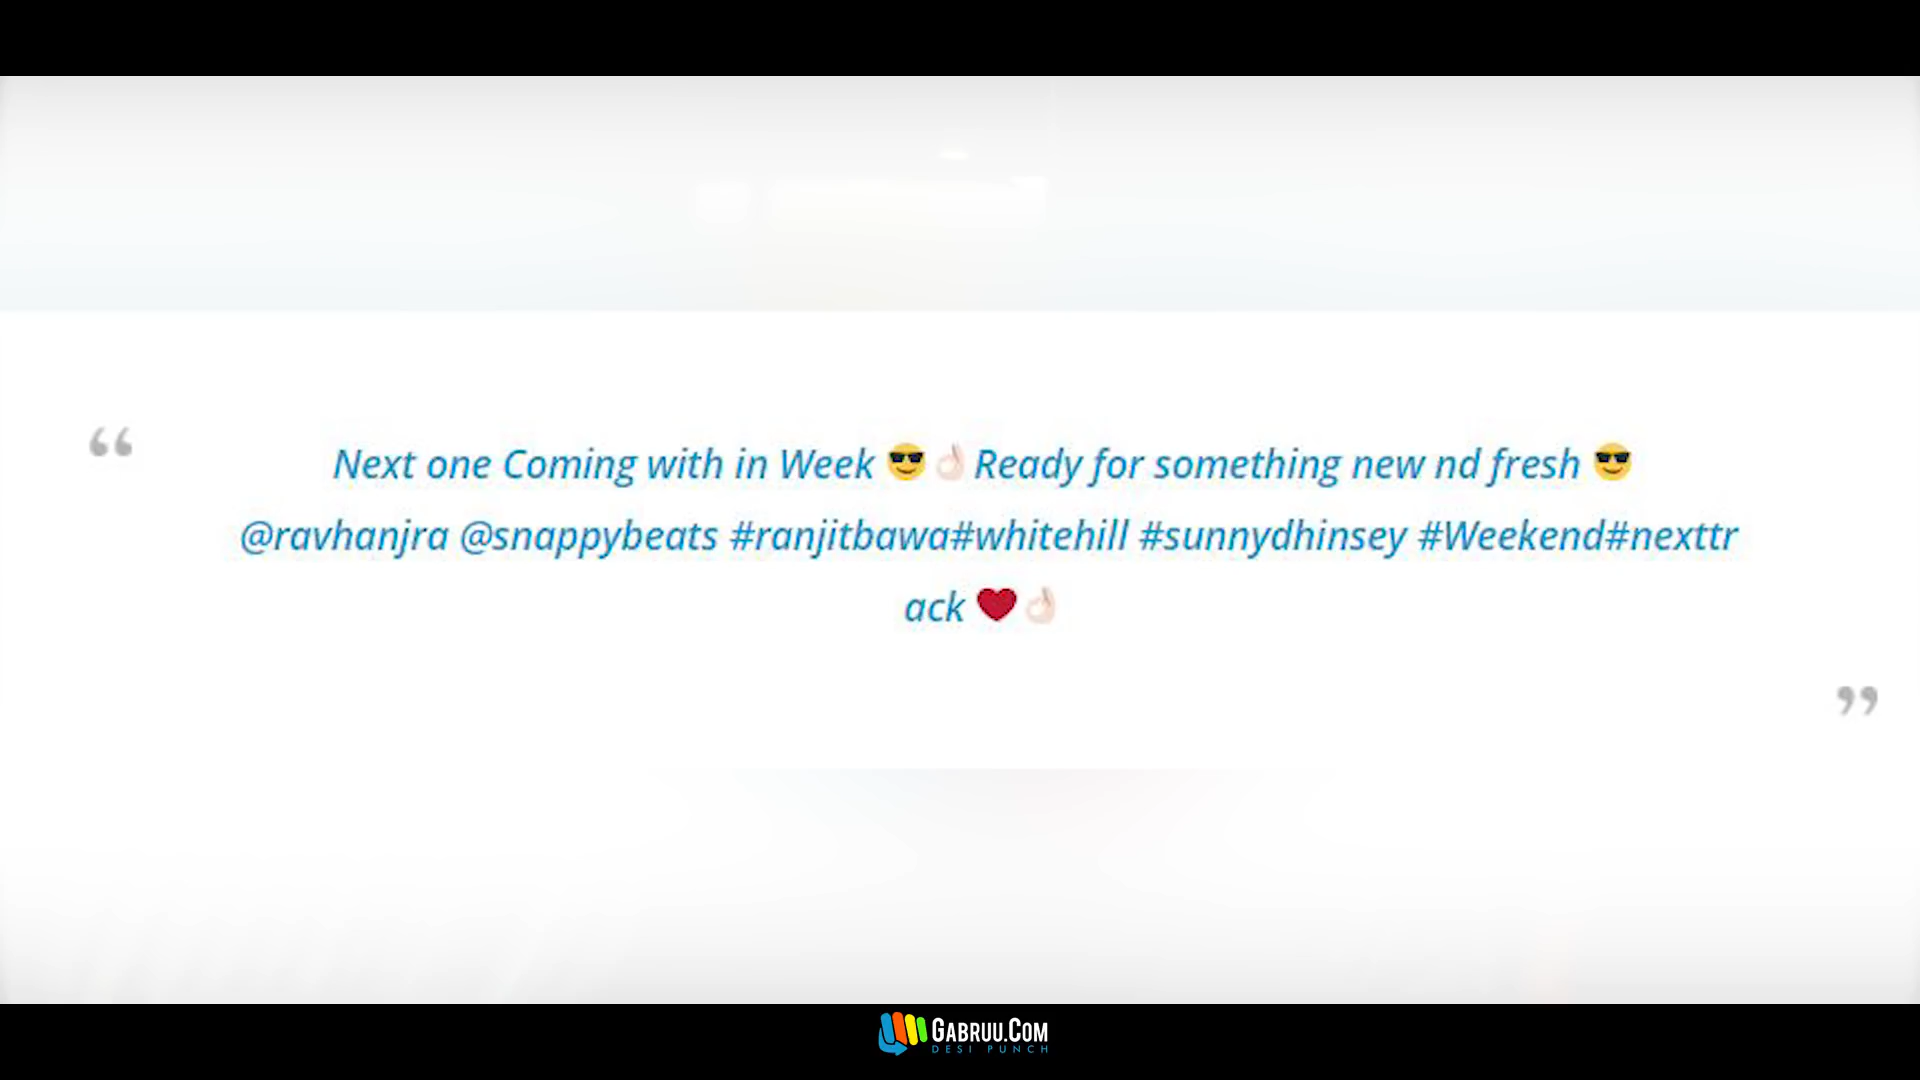 “
Next one Coming with in Week 😎👌🏻Ready for something new nd fresh 😎
@ravhanjra @snappybeats #ranjitbawa#whitehill #sunnydhinsey #Weekend#nexttr
ack ❤👌🏻
”
GABRUU.COM
DESI PUNCH